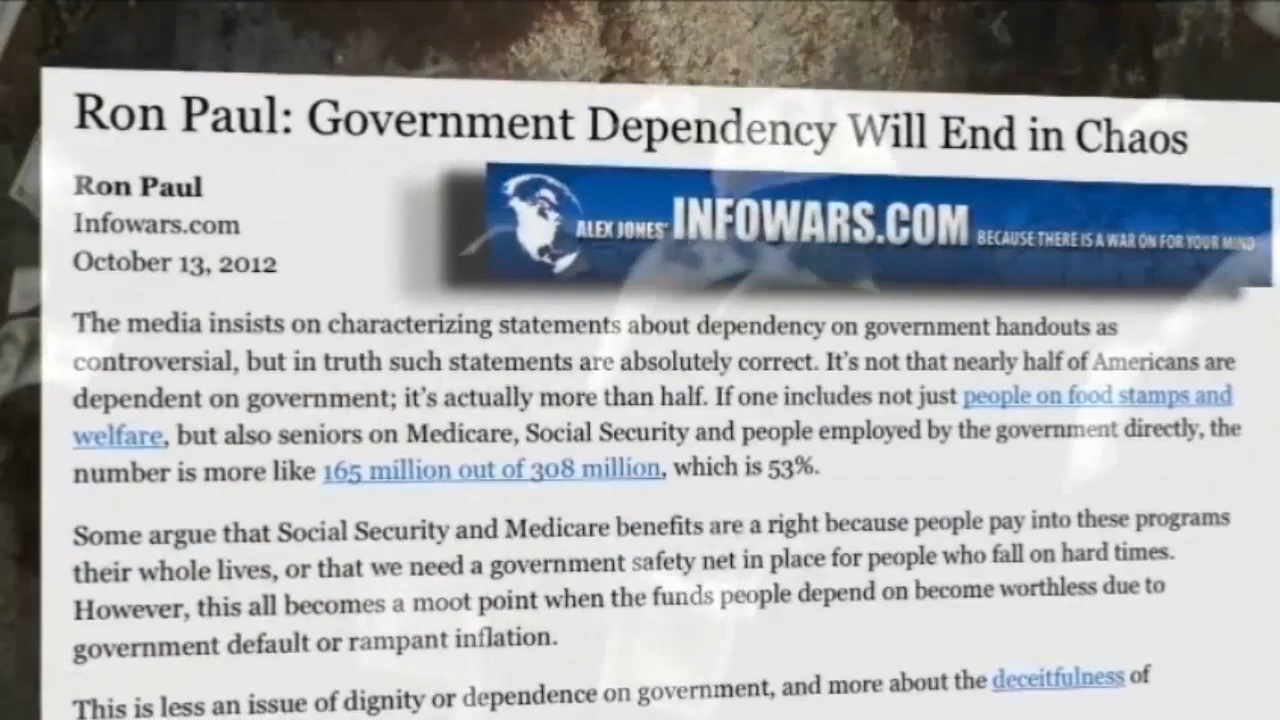 Ron Paul: Government Dependency Will End in Chaos
Ron Paul
Infowars.com
October 13, 2012
ALEX JONES' INFOWARS.COM BECAUSE THERE IS A WAR ON FOR YOUR MIND
The media insists on characterizing statements about dependency on government handouts as
controversial, but in truth such statements are absolutely correct. It's not that nearly half of Americans are
dependent on government; it's actually more than half. If one includes not just people on food stamps and
welfare, but also seniors on Medicare, Social Security and people employed by the government directly, the
number is more like 165 million out of 308 million, which is 53%.
Some argue that Social Security and Medicare benefits are a right because people pay into these programs
their whole lives, or that we need a government safety net in place for people who fall on hard times.
However, this all becomes a moot point when the funds people depend on become worthless due to
government default or rampant inflation.
This is less an issue of dignity or dependence on government, and more about the deceitfulness of